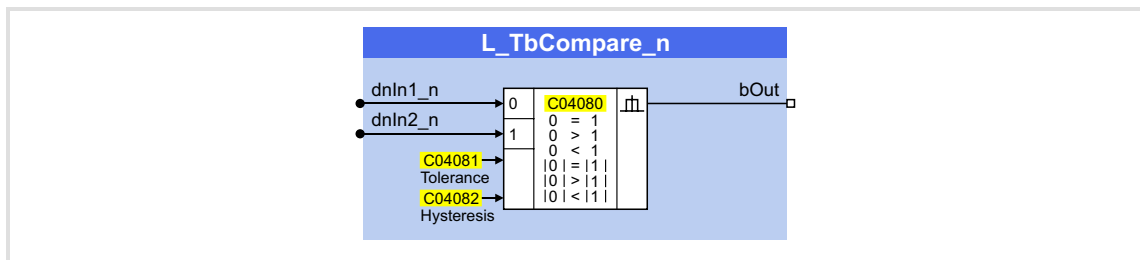 L_TbCompare_n
dnIn1_n
bOut
0
C04080
0 = 1
dnIn2_n
1
0 > 1
0 < 1
C04081
|0| = |1|
Tolerance
|0| > |1|
C04082
|0| < |1|
Hysteresis